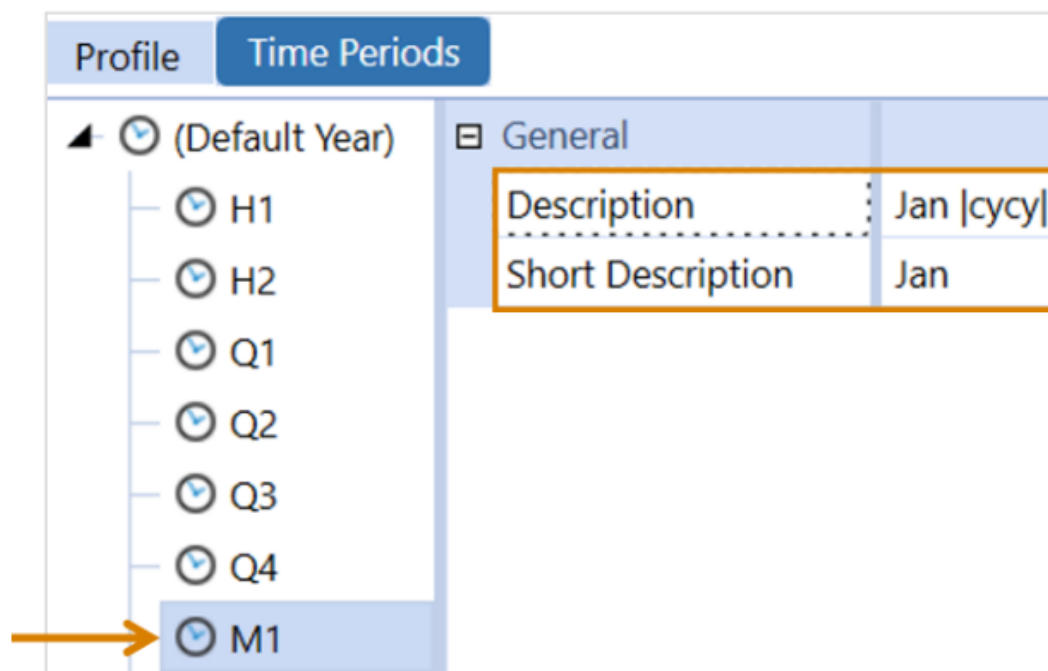 Profile
Time Periods
(Default Year)
General
H1
Description
Jan |cycy|
H2
Short Description
Jan
Q1
Q2
Q3
Q4
M1